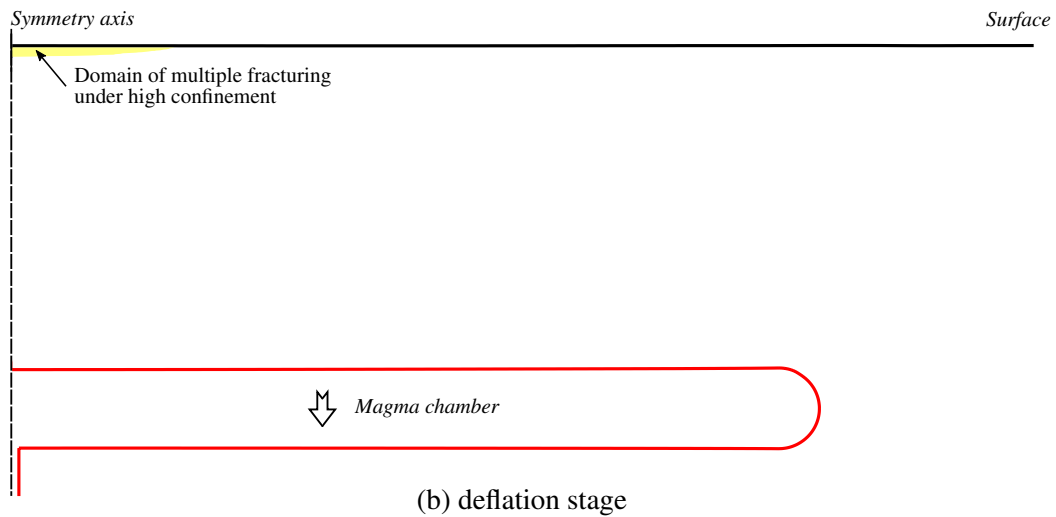 Symmetry axis
Surface
Domain of multiple fracturing
under high confinement
Magma chamber
(b) deflation stage